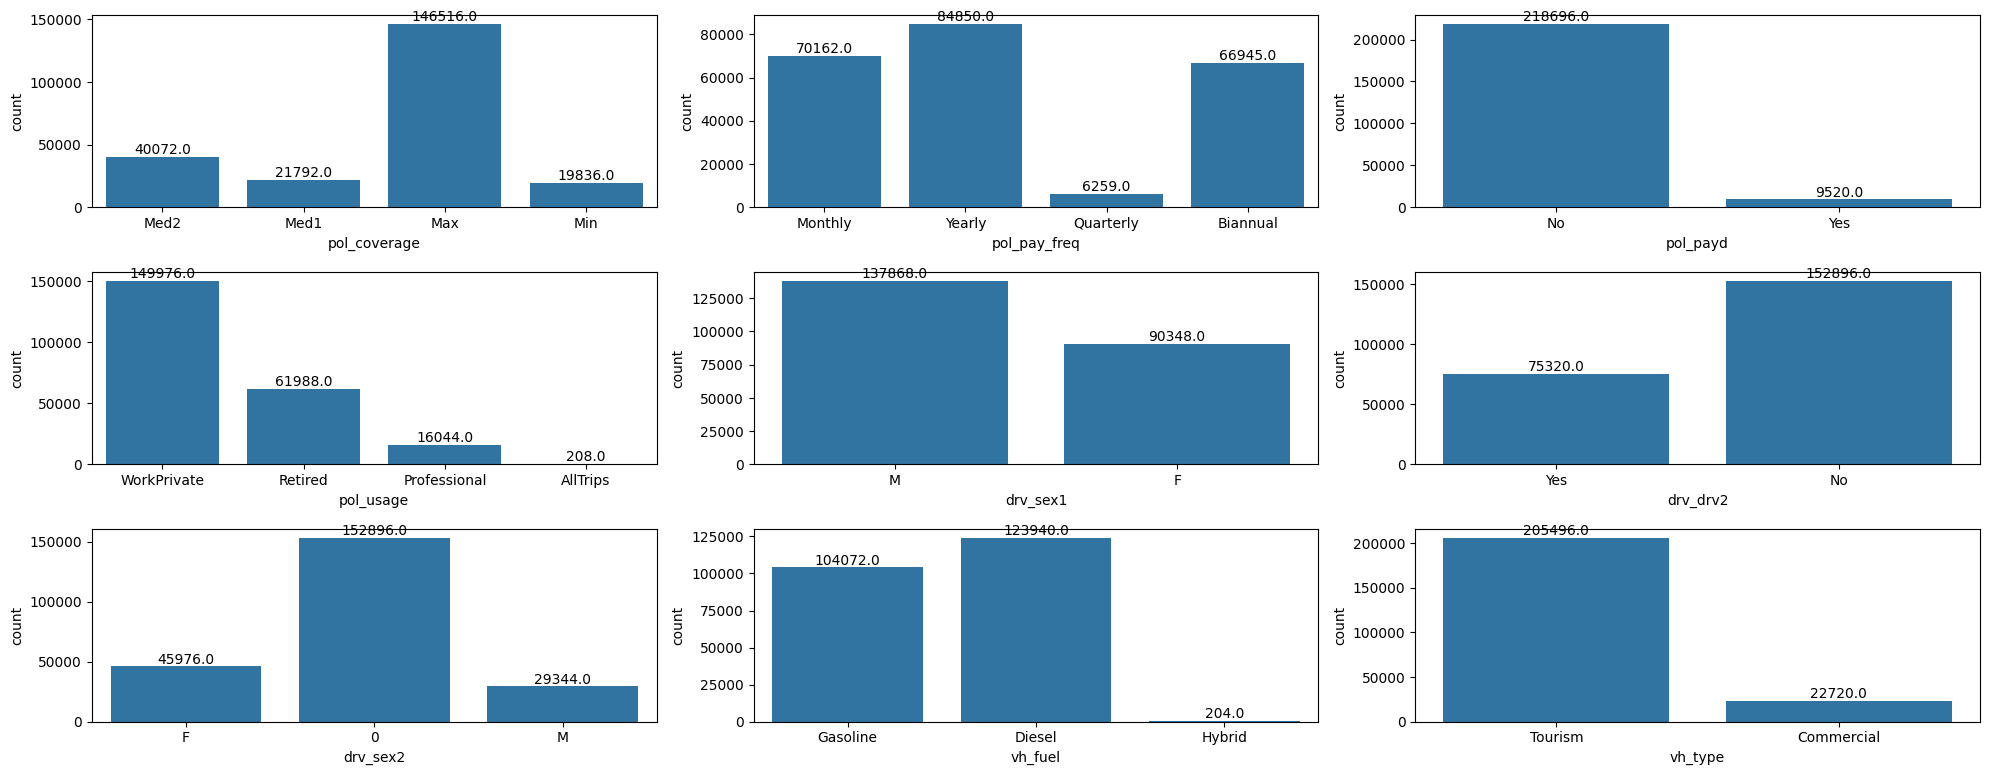 146516.0
150000
100000
50000
0
count
40072.0
21792.0
19836.0
Med2 Med1 Max Min
pol_coverage
84850.0
80000
60000
40000
20000
0
count
70162.0
6259.0
66945.0
Monthly Yearly Quarterly Biannual
pol_pay_freq
218696.0
200000
150000
100000
50000
0
count
9520.0
No Yes
pol_payd
149976.0
150000
100000
50000
0
count
61988.0
16044.0
208.0
WorkPrivate Retired Professional AllTrips
pol_usage
137868.0
125000
100000
75000
50000
25000
0
count
90348.0
M F
drv_sex1
152896.0
150000
100000
50000
0
count
75320.0
Yes No
drv_drv2
152896.0
150000
100000
50000
0
count
45976.0
29344.0
F 0 M
drv_sex2
123940.0
125000
100000
75000
50000
25000
0
count
104072.0
204.0
Gasoline Diesel Hybrid
vh_fuel
205496.0
200000
150000
100000
50000
0
count
22720.0
Tourism Commercial
vh_type